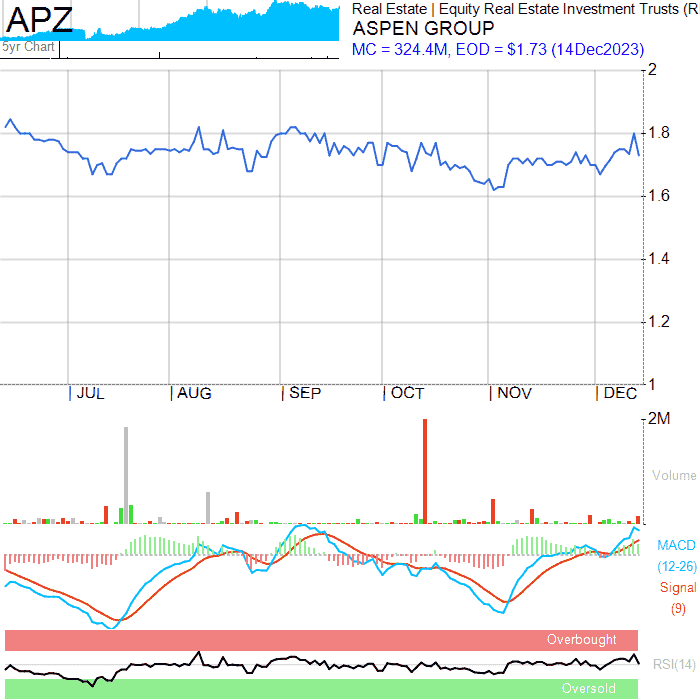 APZ
5yr Chart
Real Estate | Equity Real Estate Investment Trusts (R
ASPEN GROUP
MC = 324.4M, EOD = $1.73 (14Dec2023)
2
1.8
1.6
1.4
1.2
1
| JUL | AUG | SEP | OCT | NOV | DEC
2M
Volume
MACD
(12-26)
Signal
(9)
Overbought
RSI(14)
Oversold